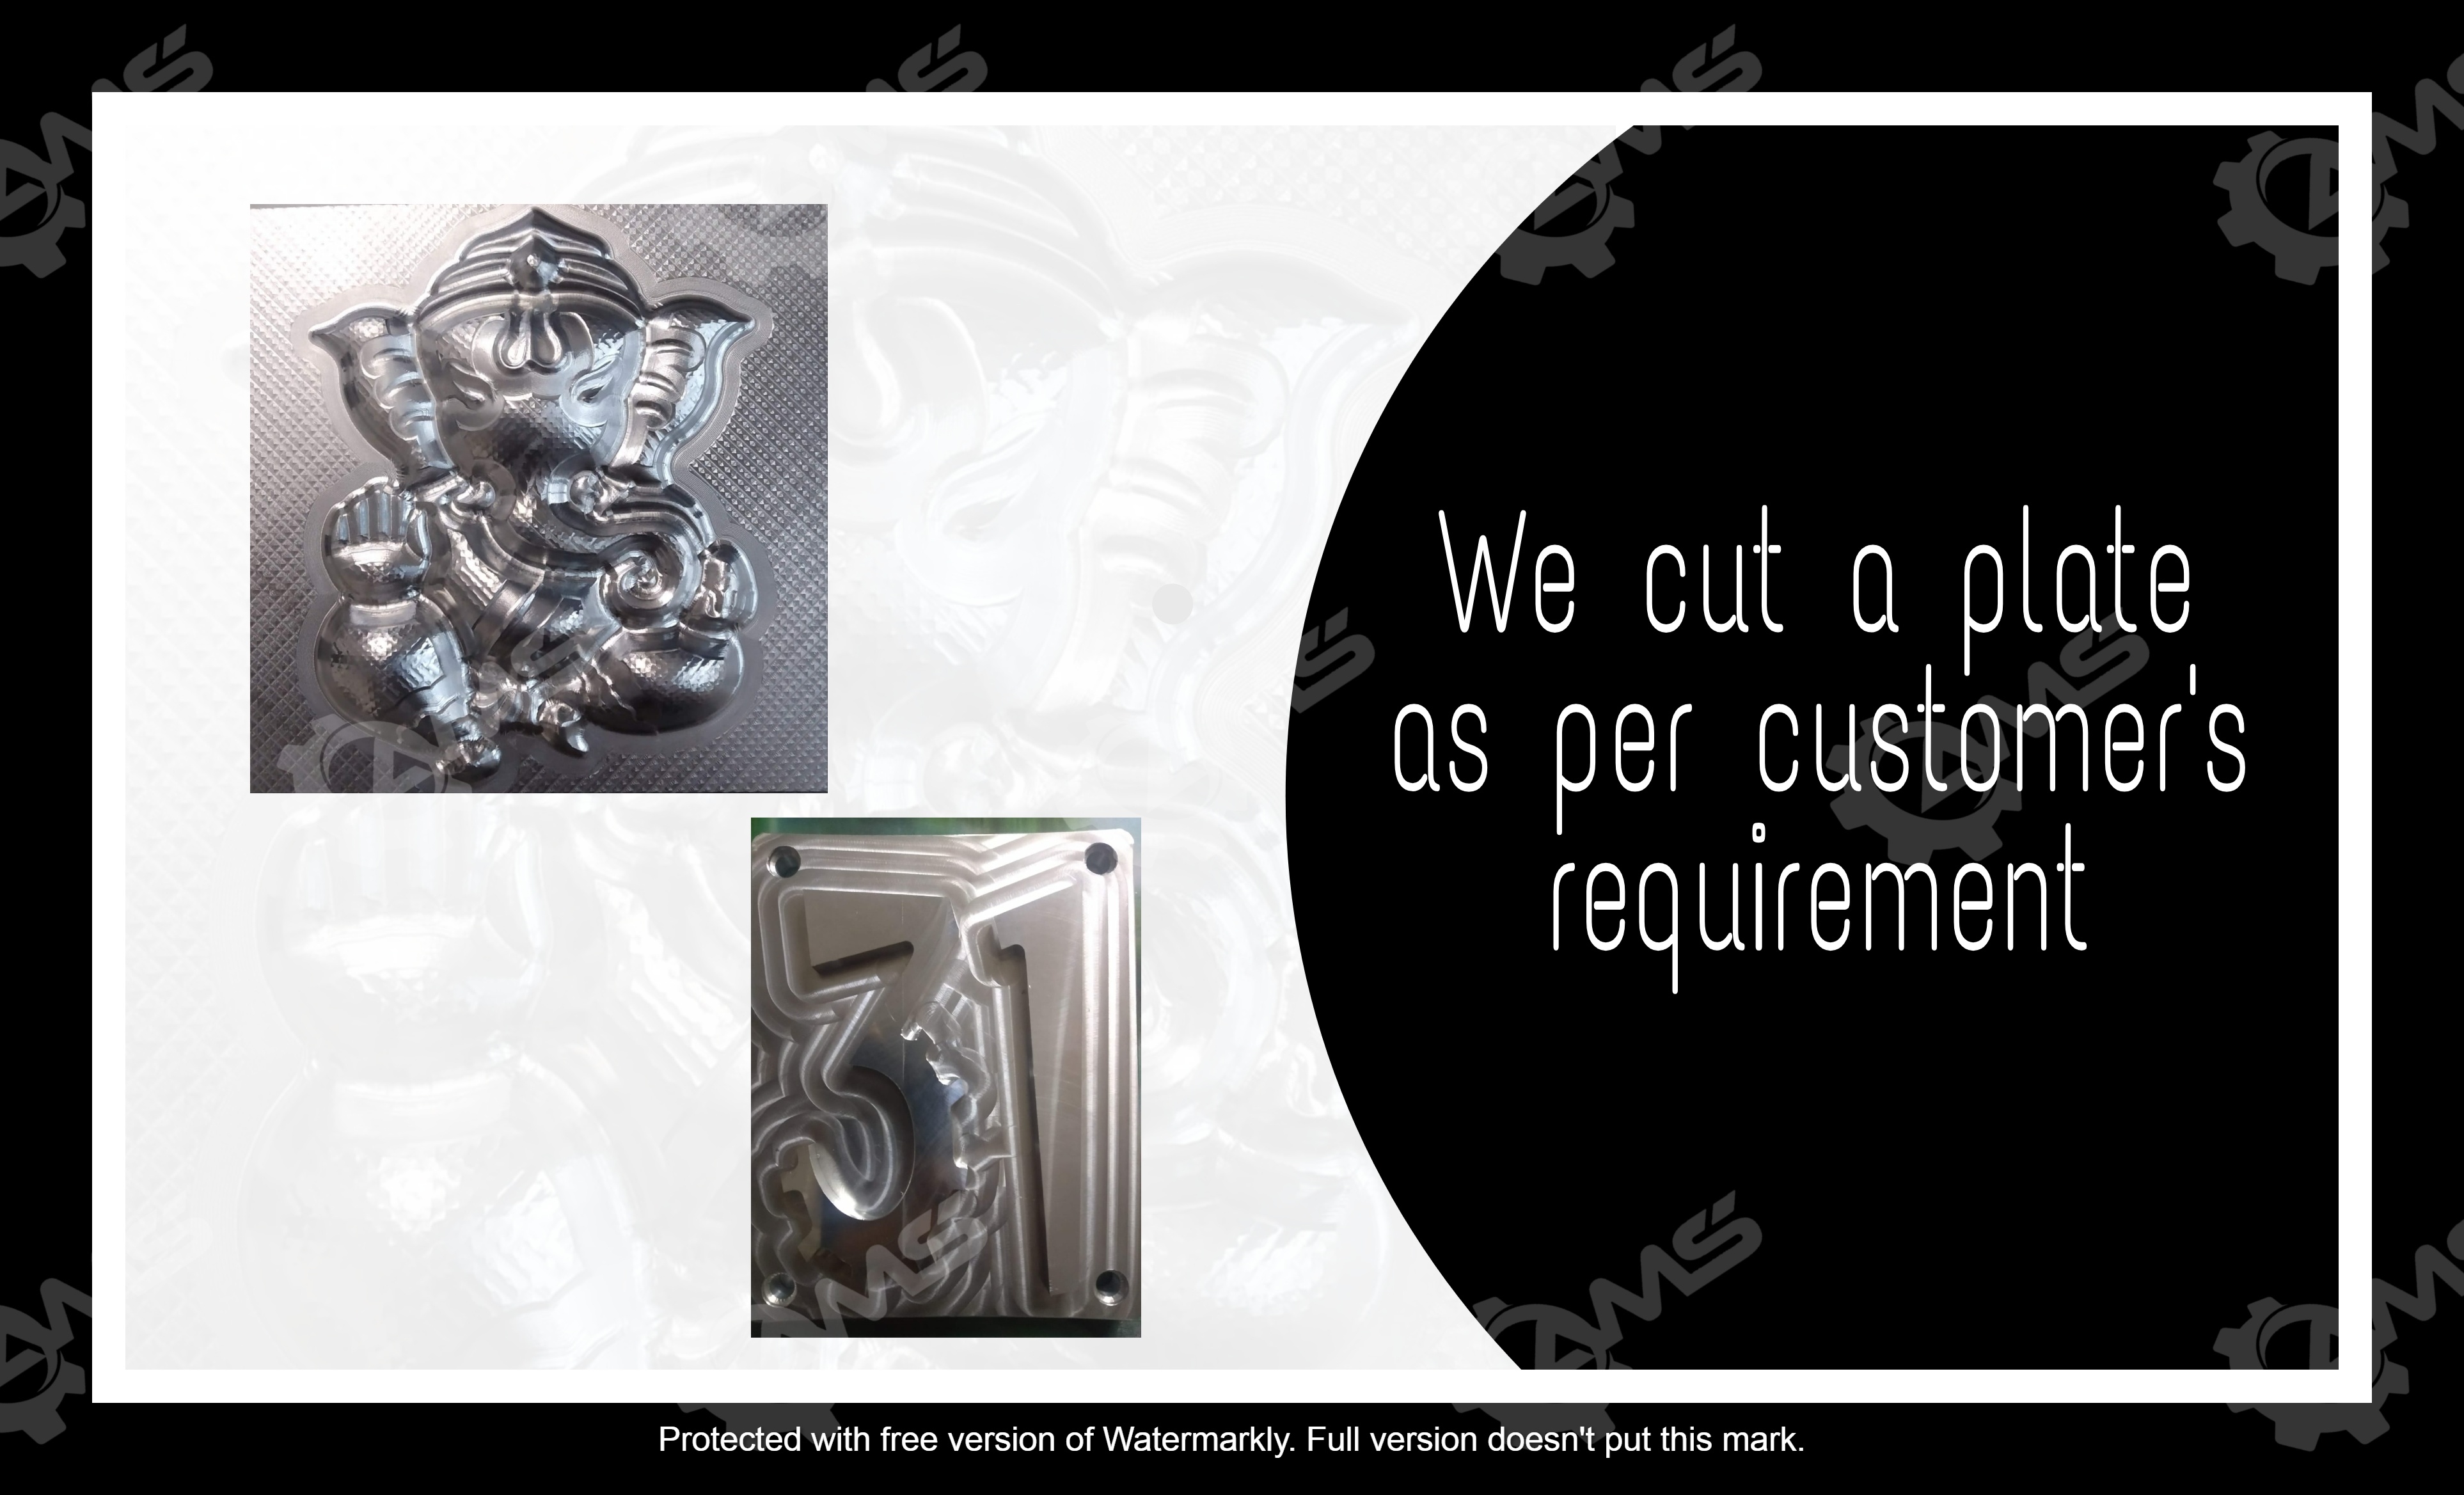 We cut a plate
as per customer's
requirement
31
AMS
Protected with free version of Watermarkly. Full version doesn't put this mark.